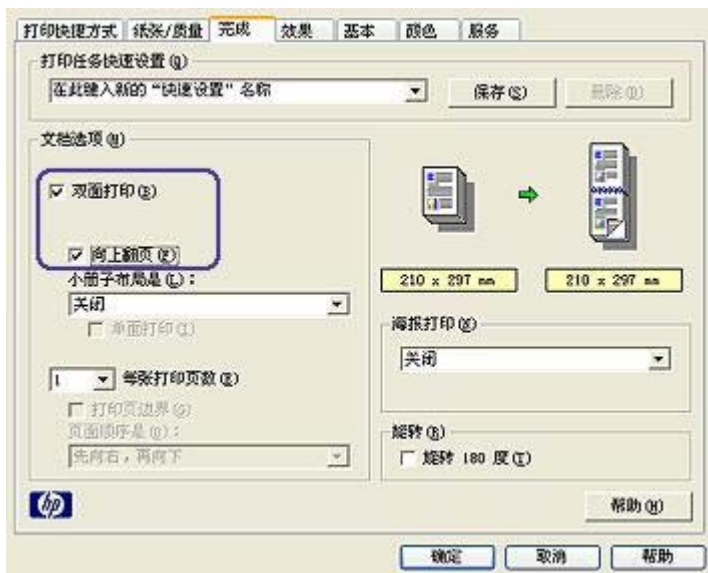 打印快捷方式 纸张/质量 完成 效果 基本 颜色 服务
打印任务快速设置(Q)
在此键入新的“快速设置”名称
保存(S) 删除(D)
文档选项(N)
双面打印(B)
向上翻页(F)
小册子布局是(L):
关闭
单面打印(I)
1 每张打印页数(R)
打印页边界(G)
页面顺序是(O):
先向右，再向下
210 x 297 mm 210 x 297 mm
海报打印(X)
关闭
旋转(R)
旋转 180 度(T)
hp
帮助(H)
确定 取消 帮助